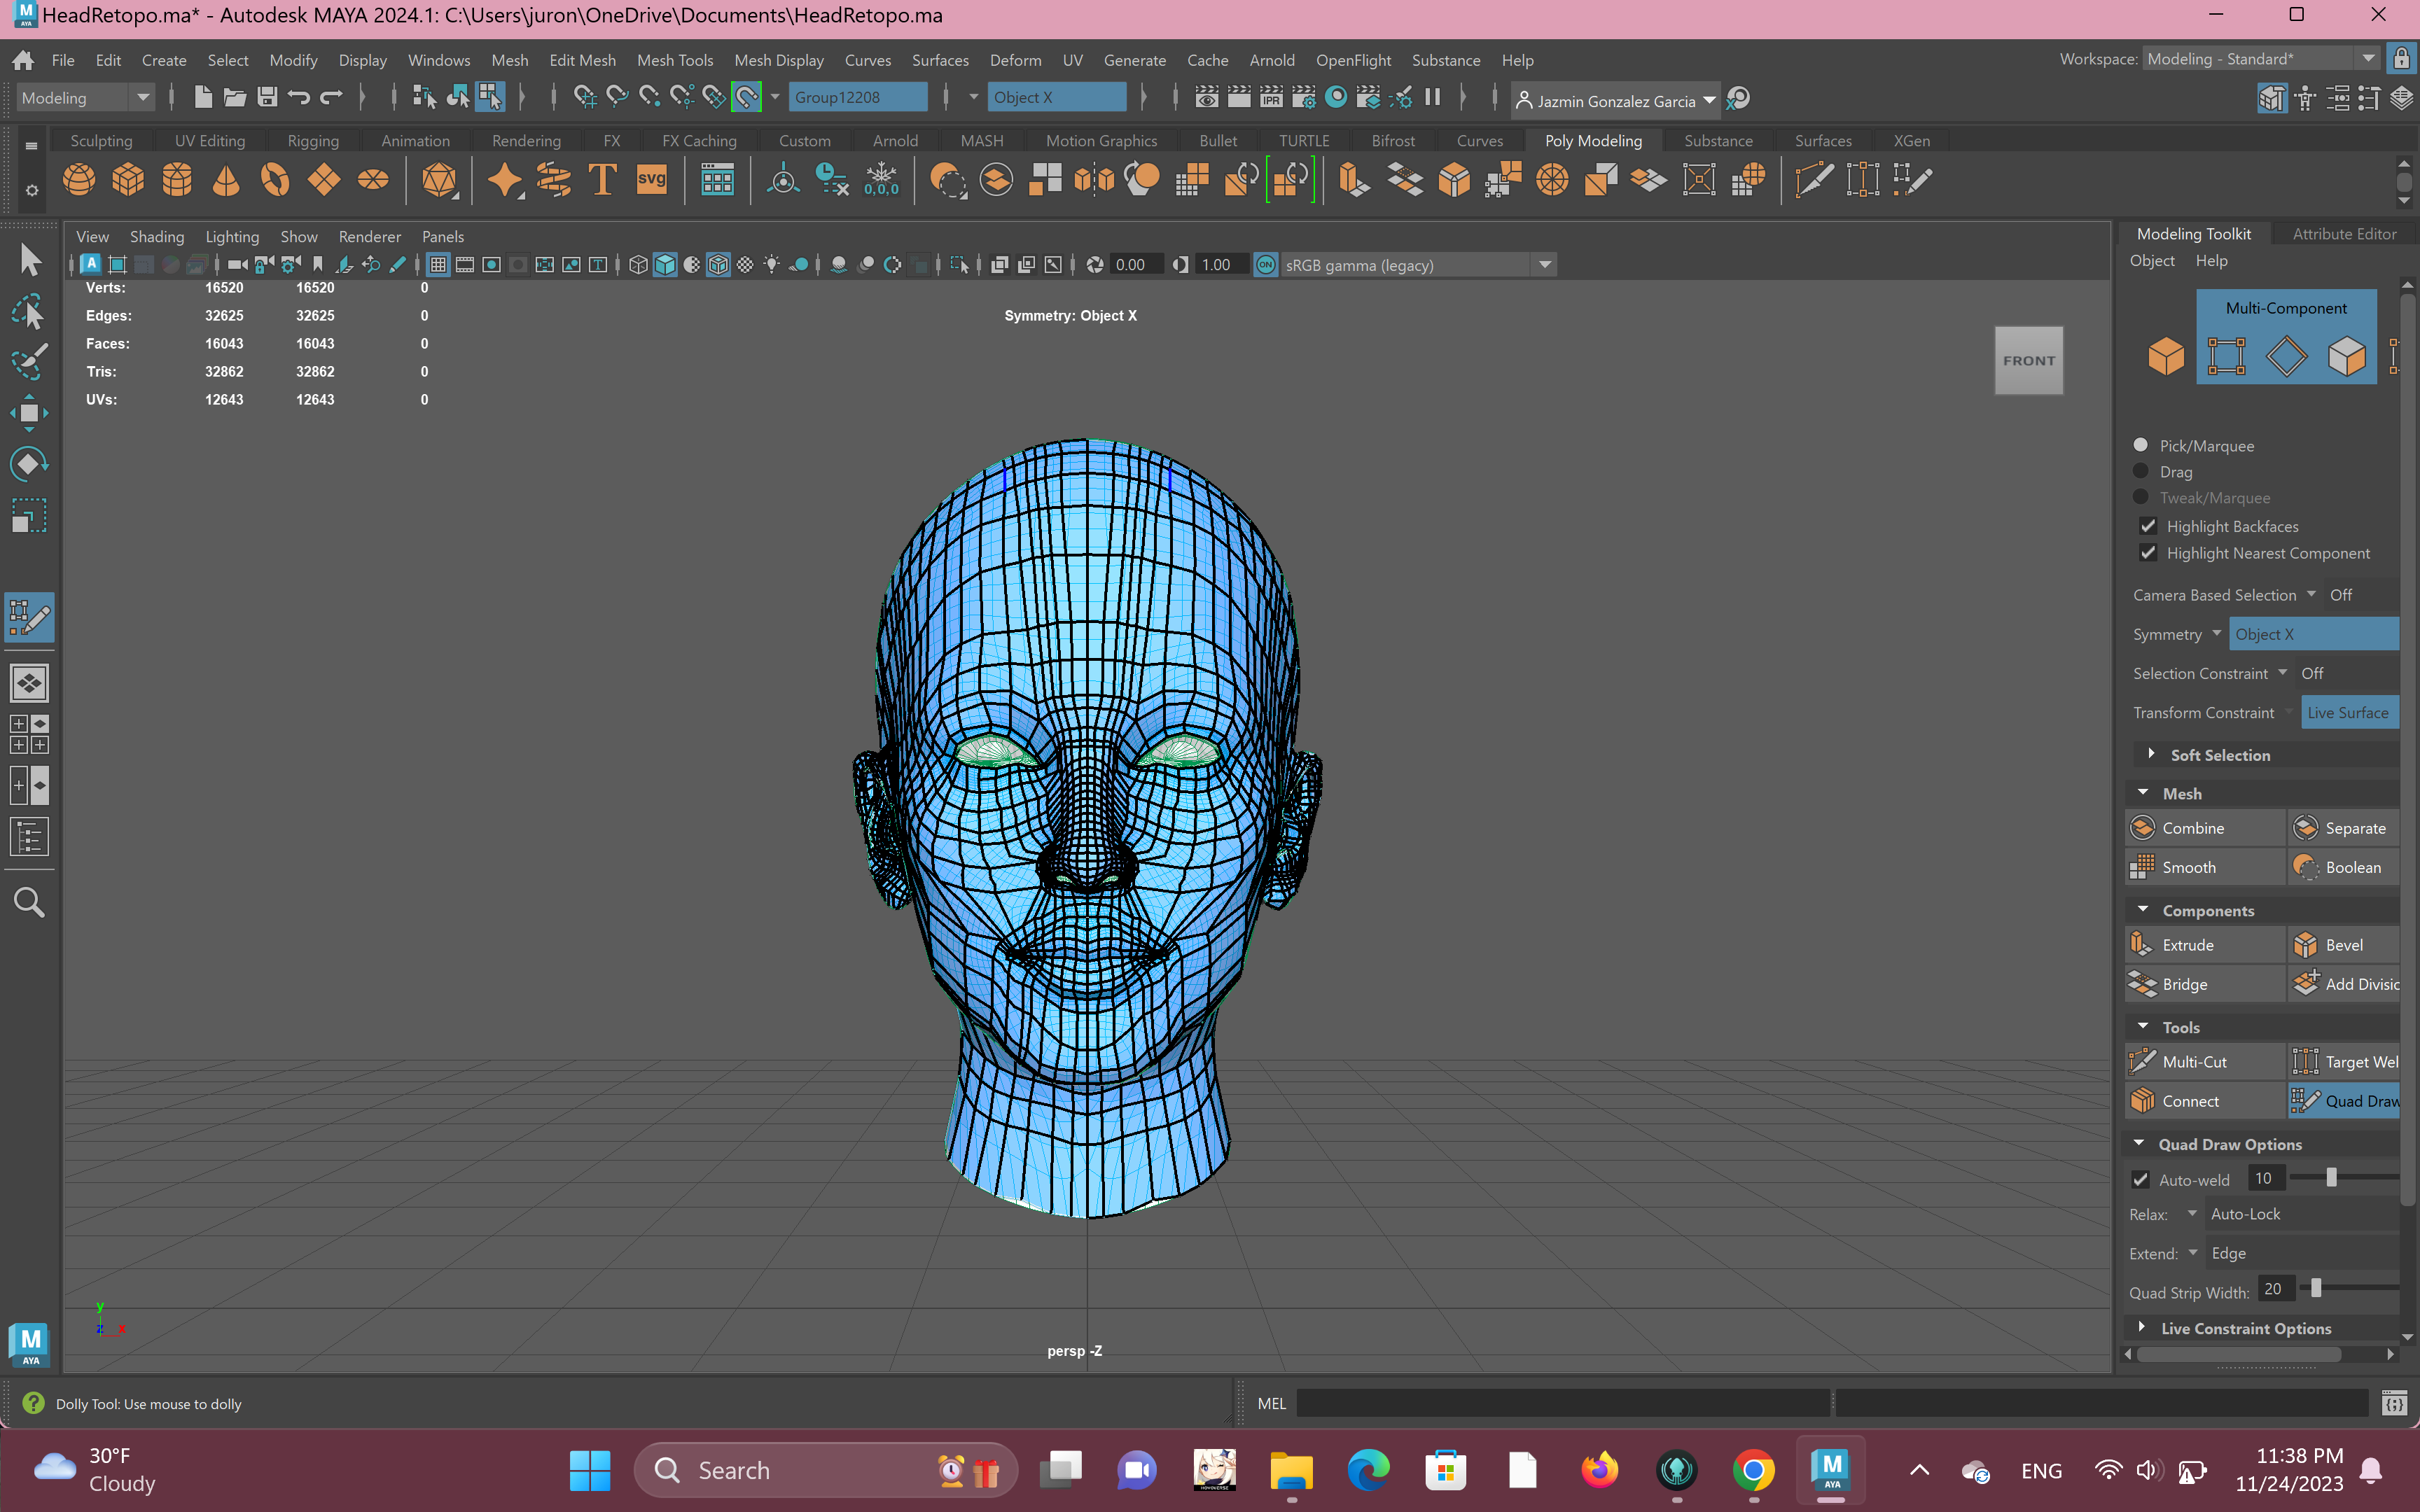 HeadRetopo.ma* - Autodesk MAYA 2024.1: C:\Users\juron\OneDrive\Documents\HeadRetopo.ma
File Edit Create Select Modify Display Windows Mesh Edit Mesh Mesh Tools Mesh Display Curves Surfaces Deform UV Generate Cache Arnold OpenFlight Substance Help
Workspace: Modeling - Standard*
Modeling
Group12208
Object X
IPR
Jazmin Gonzalez Garcia
Sculpting UV Editing Rigging Animation Rendering FX FX Caching Custom Arnold MASH Motion Graphics Bullet TURTLE Bifrost Curves Poly Modeling Substance Surfaces XGen
T svg 0,0,0
View Shading Lighting Show Renderer Panels
A 0.00 1.00 ON sRGB gamma (legacy)
Verts: 16520 16520 0
Edges: 32625 32625 0
Faces: 16043 16043 0
Tris: 32862 32862 0
UVs: 12643 12643 0
Symmetry: Object X
FRONT
y
z x
persp -Z
Modeling Toolkit Attribute Editor
Object Help
Multi-Component
Pick/Marquee
Drag
Tweak/Marquee
Highlight Backfaces
Highlight Nearest Component
Camera Based Selection Off
Symmetry Object X
Selection Constraint Off
Transform Constraint Live Surface
Soft Selection
Mesh
Combine Separate
Smooth Boolean
Components
Extrude Bevel
Bridge Add Divisic
Tools
Multi-Cut Target Wel
Connect Quad Draw
Quad Draw Options
Auto-weld 10
Relax: Auto-Lock
Extend: Edge
Quad Strip Width: 20
Live Constraint Options
M
AYA
Dolly Tool: Use mouse to dolly
MEL
30°F
Cloudy
Search
ENG
11:38 PM
11/24/2023